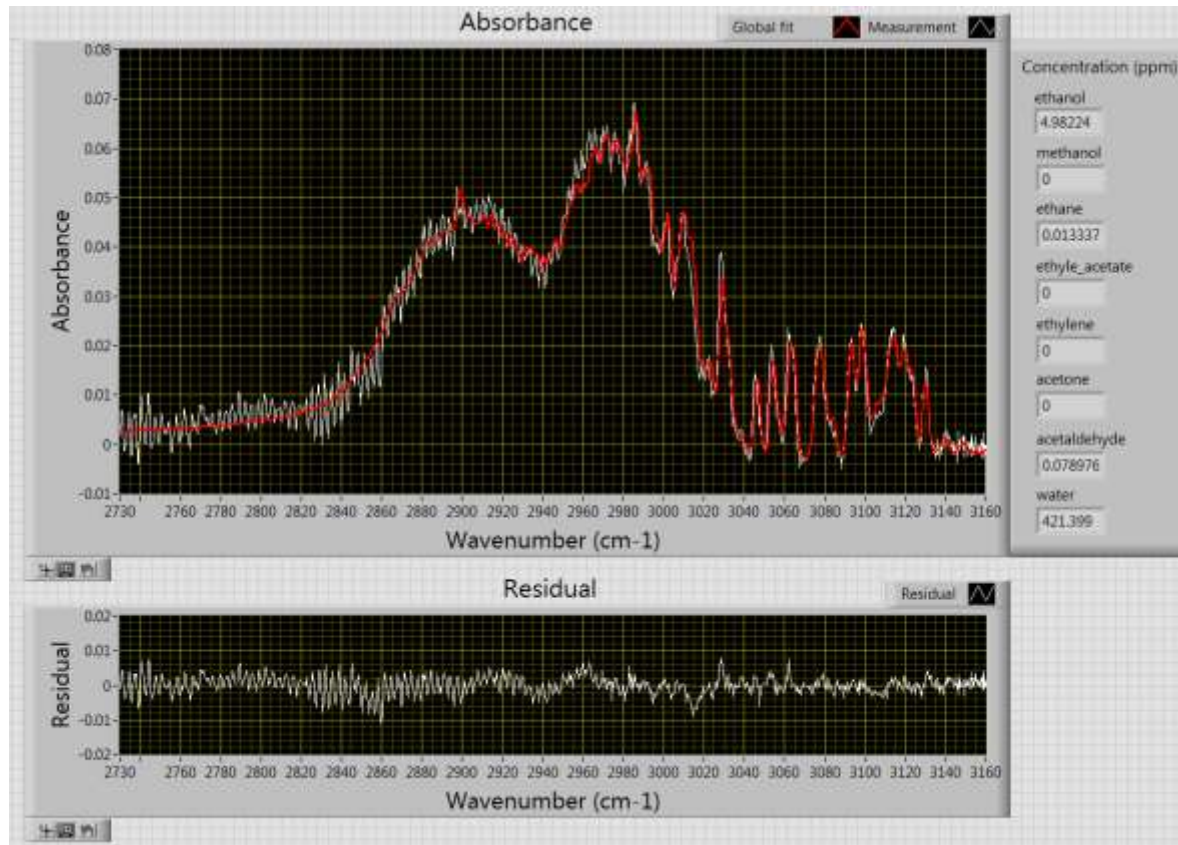 Absorbance
Global fit
Measurement
Absorbance
0.08
0.07
0.06
0.05
0.04
0.03
0.02
0.01
0
-0.01
2730 2760 2780 2800 2820 2840 2860 2880 2900 2920 2940 2960 2980 3000 3020 3040 3060 3080 3100 3120 3140 3160
Wavenumber (cm-1)
Concentration (ppm)
ethanol
4.98224
methanol
0
ethane
0.013337
ethyle_acetate
0
ethylene
0
acetone
0
acetaldehyde
0.078976
water
421.399
Residual
Residual
Residual
0.02
0.01
0
-0.01
-0.02
2730 2760 2780 2800 2820 2840 2860 2880 2900 2920 2940 2960 2980 3000 3020 3040 3060 3080 3100 3120 3140 3160
Wavenumber (cm-1)